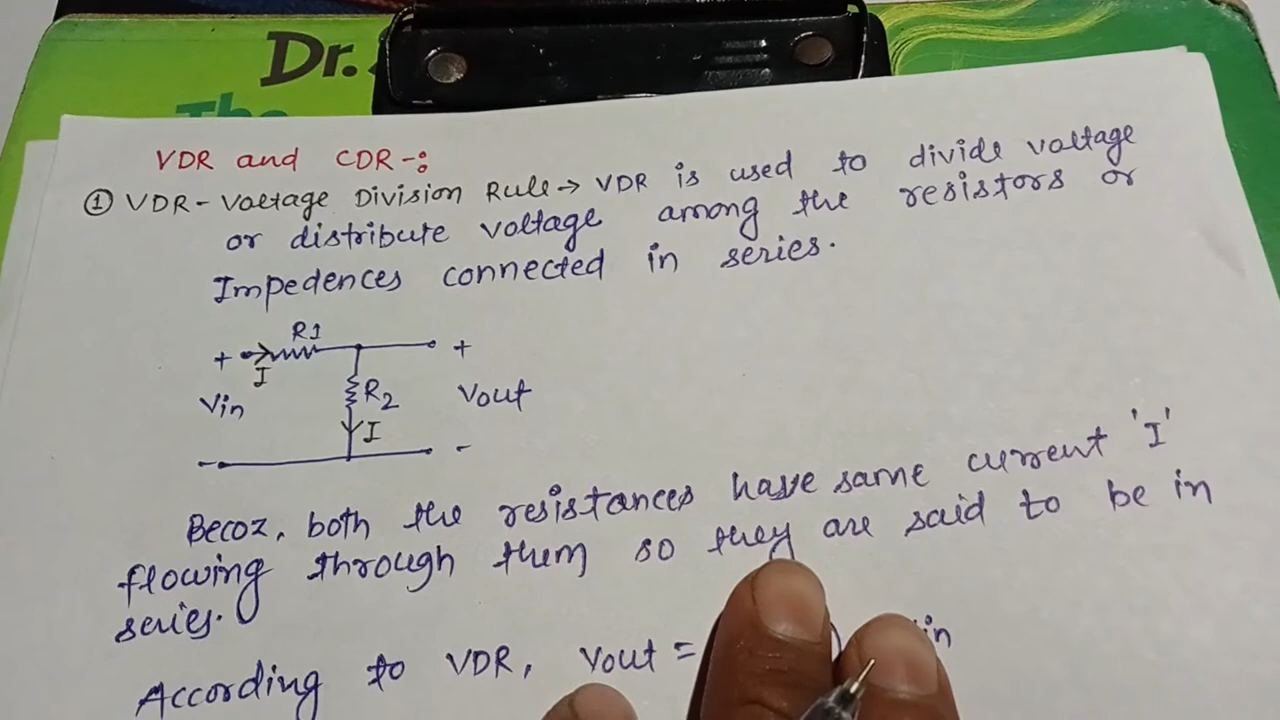 Dr.
The
VDR and CDR-:
① VDR - Voltage Division Rule → VDR is used to divide voltage
or distribute voltage among the resistors or
Impedences connected in series.
R1
+ +
I
Vin R2 Vout
I
- -
Becoz, both the resistances have same current 'I'
flowing through them so they are said to be in
series.
According to VDR, Vout = in